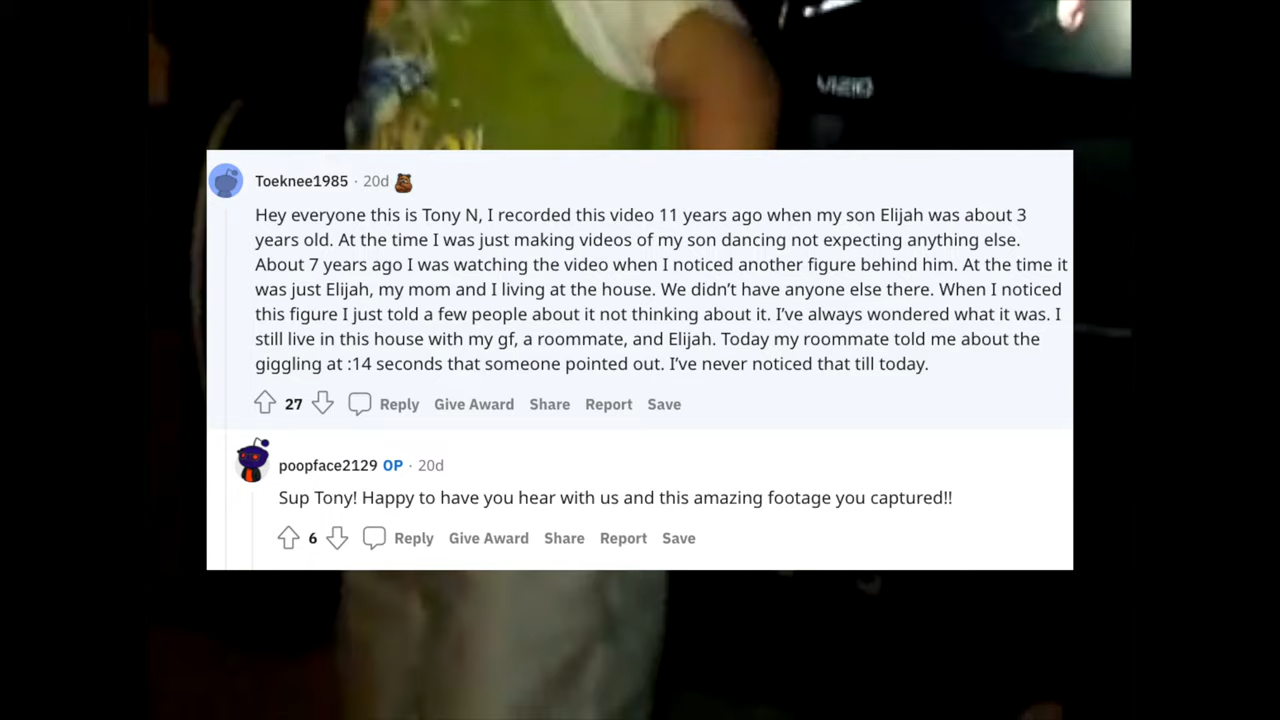 VIZIO
Toeknee1985 · 20d
Hey everyone this is Tony N, I recorded this video 11 years ago when my son Elijah was about 3
years old. At the time I was just making videos of my son dancing not expecting anything else.
About 7 years ago I was watching the video when I noticed another figure behind him. At the time it
was just Elijah, my mom and I living at the house. We didn’t have anyone else there. When I noticed
this figure I just told a few people about it not thinking about it. I’ve always wondered what it was. I
still live in this house with my gf, a roommate, and Elijah. Today my roommate told me about the
giggling at :14 seconds that someone pointed out. I’ve never noticed that till today.
27 Reply Give Award Share Report Save
poopface2129 OP · 20d
Sup Tony! Happy to have you hear with us and this amazing footage you captured!!
6 Reply Give Award Share Report Save